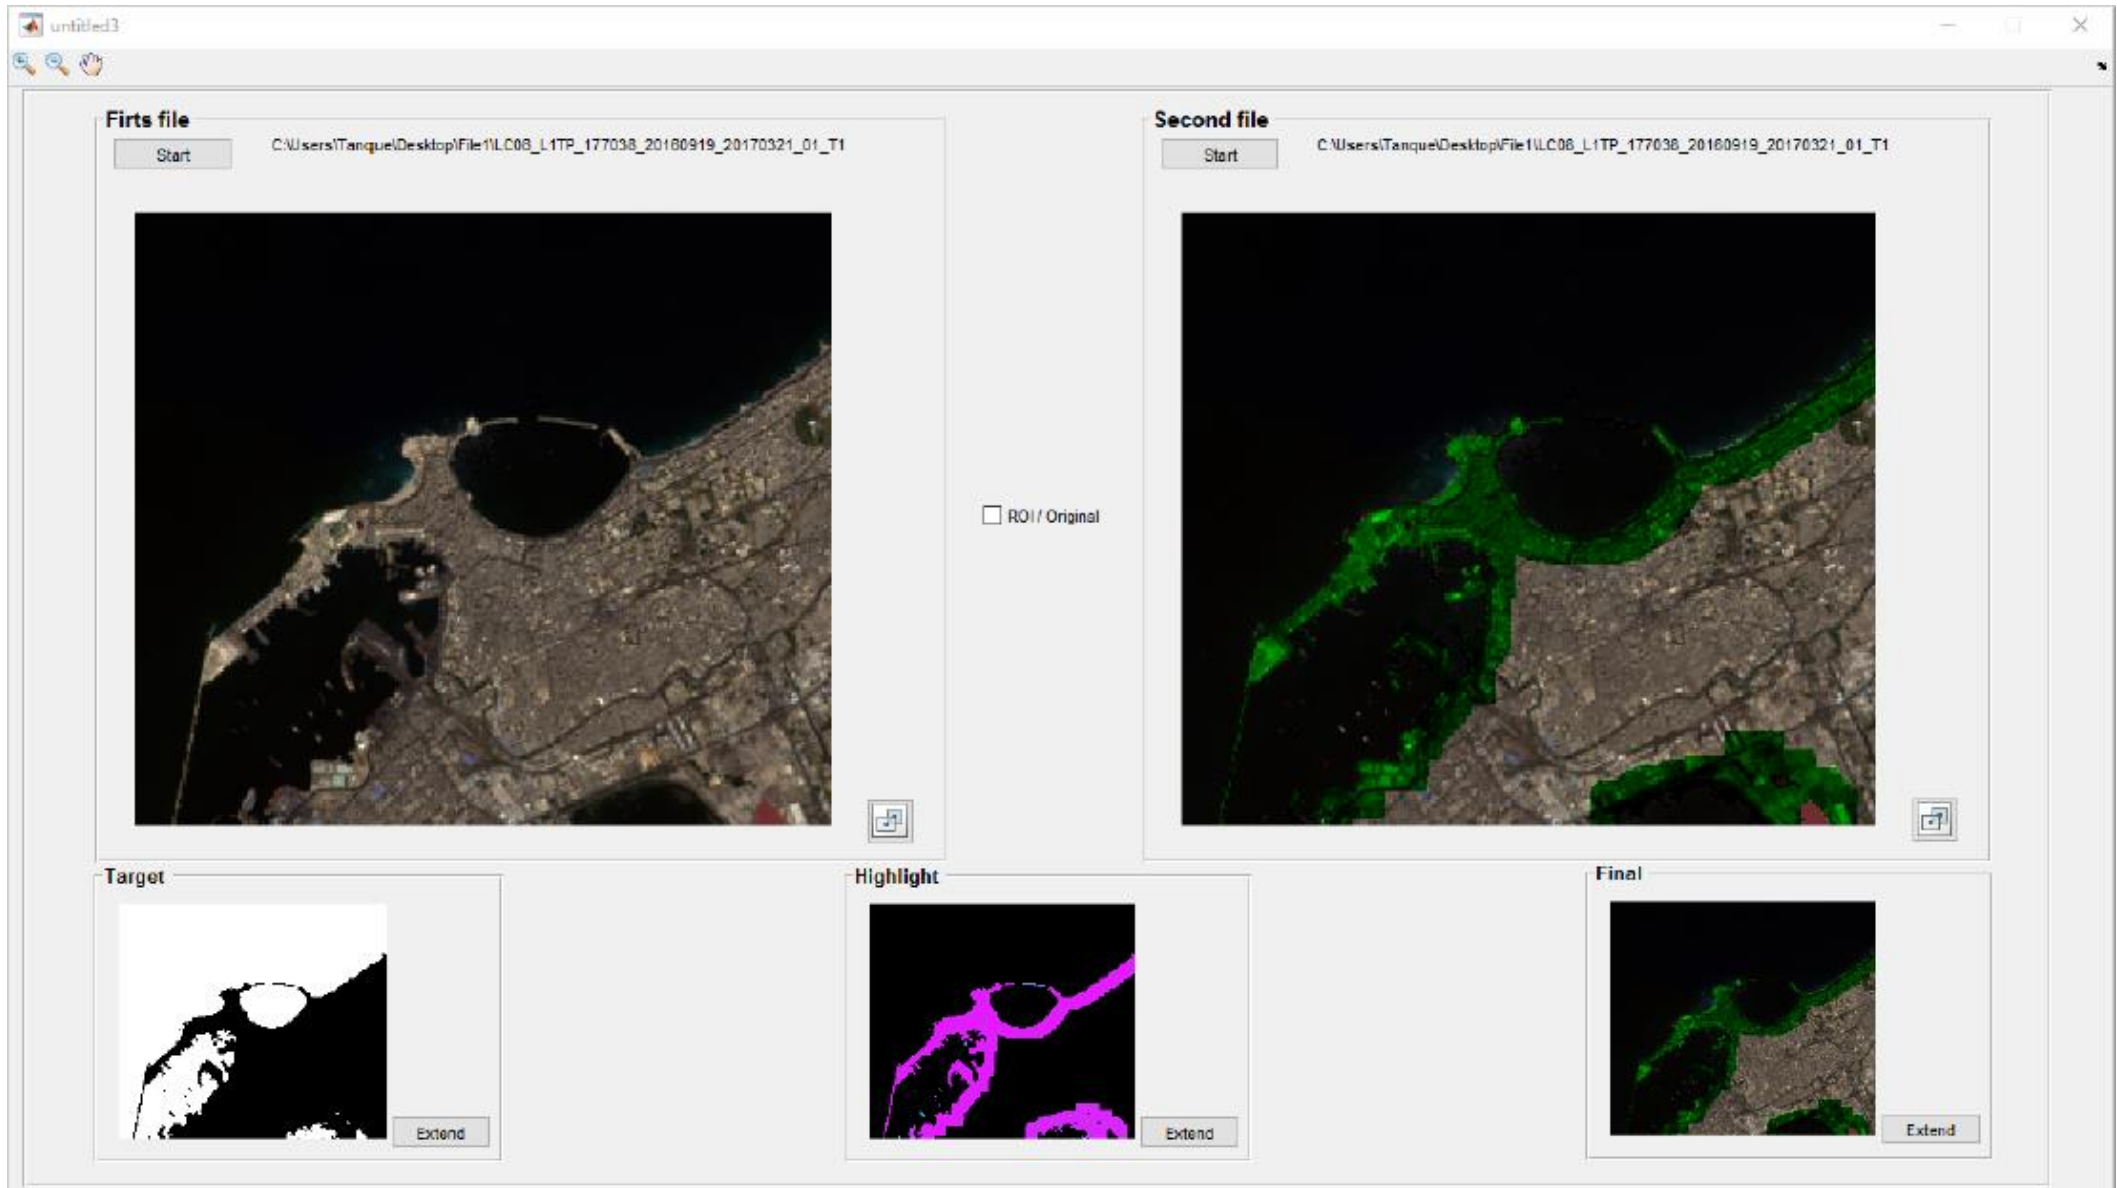 untitled3
Firts file
Start
C:\Users\Tanque\Desktop\File1\LC08_L1TP_177038_20160919_20170321_01_T1
Second file
Start
C:\Users\Tanque\Desktop\File1\LC08_L1TP_177038_20160919_20170321_01_T1
ROI / Original
Target
Extend
Highlight
Extend
Final
Extend